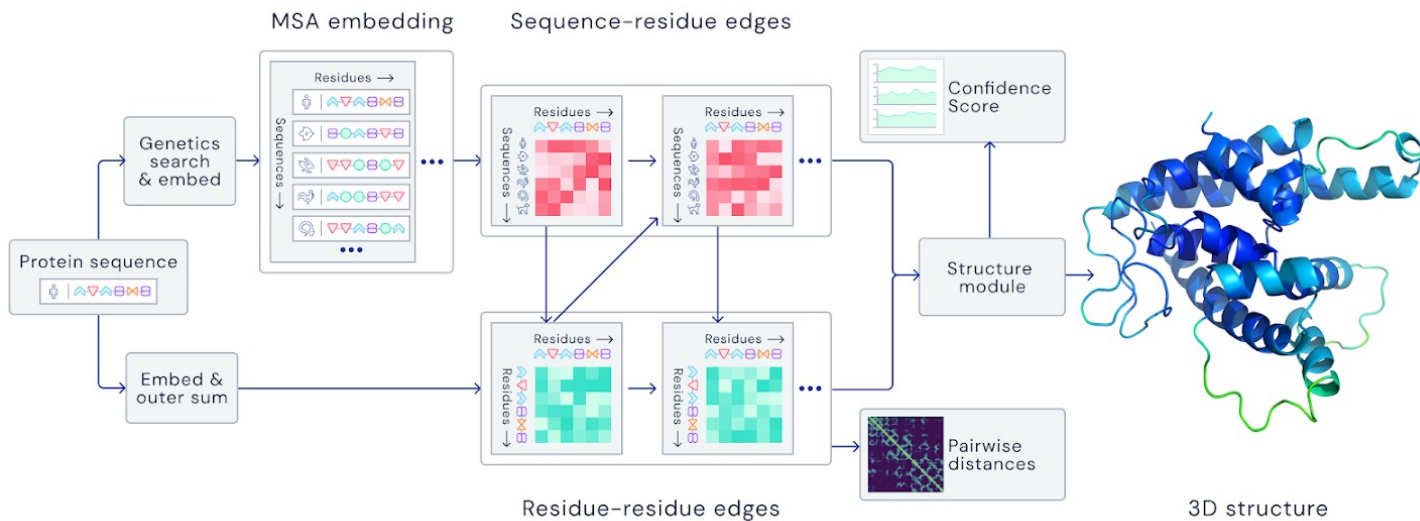 MSA embedding
Sequence–residue edges
Residues →
Sequences →
Genetics
search
& embed
Protein sequence
Embed &
outer sum
Residues →
Sequences →
Residues →
Sequences →
Residues →
Residues →
Residues →
Residues →
Confidence
Score
Structure
module
Pairwise
distances
Residue–residue edges
3D structure